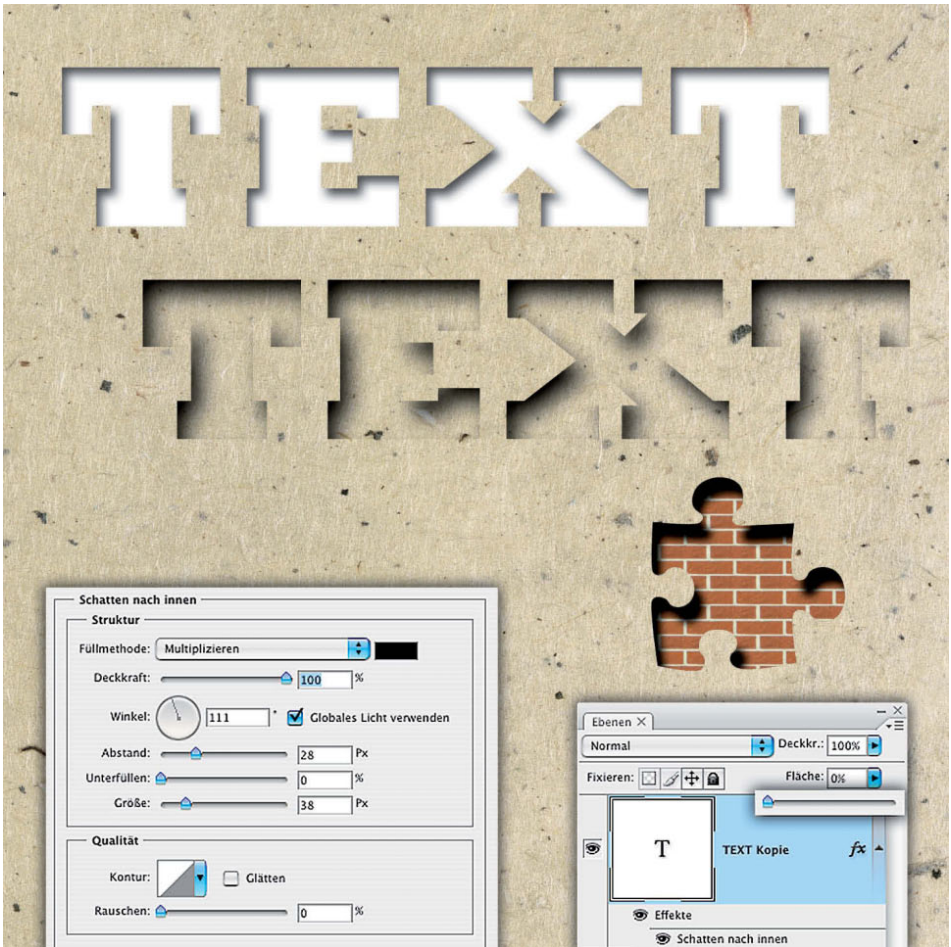 TEXT
TEXT
Schatten nach innen
Struktur
Füllmethode: Multiplizieren
Deckkraft: 100 %
Winkel: 111 ° Globales Licht verwenden
Abstand: 28 Px
Unterfüllen: 0 %
Größe: 38 Px
Qualität
Kontur: Glätten
Rauschen: 0 %
Ebenen ×
Normal Deckkr.: 100%
Fixieren: Fläche: 0%
T TEXT Kopie fx
Effekte
Schatten nach innen